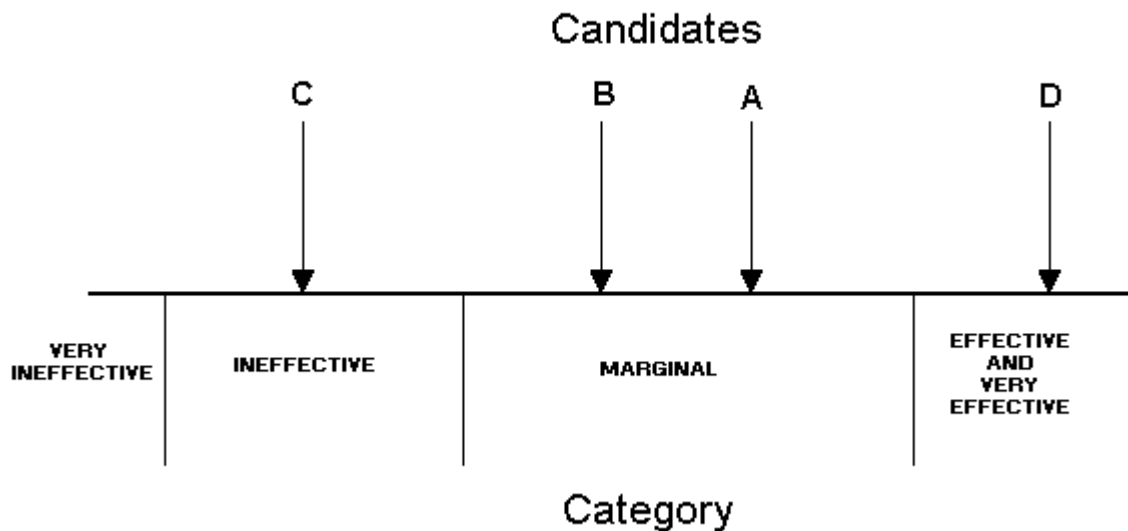 Candidates
C B A D
VERY
INEFFECTIVE
INEFFECTIVE
MARGINAL
EFFECTIVE
AND
VERY
EFFECTIVE
Category